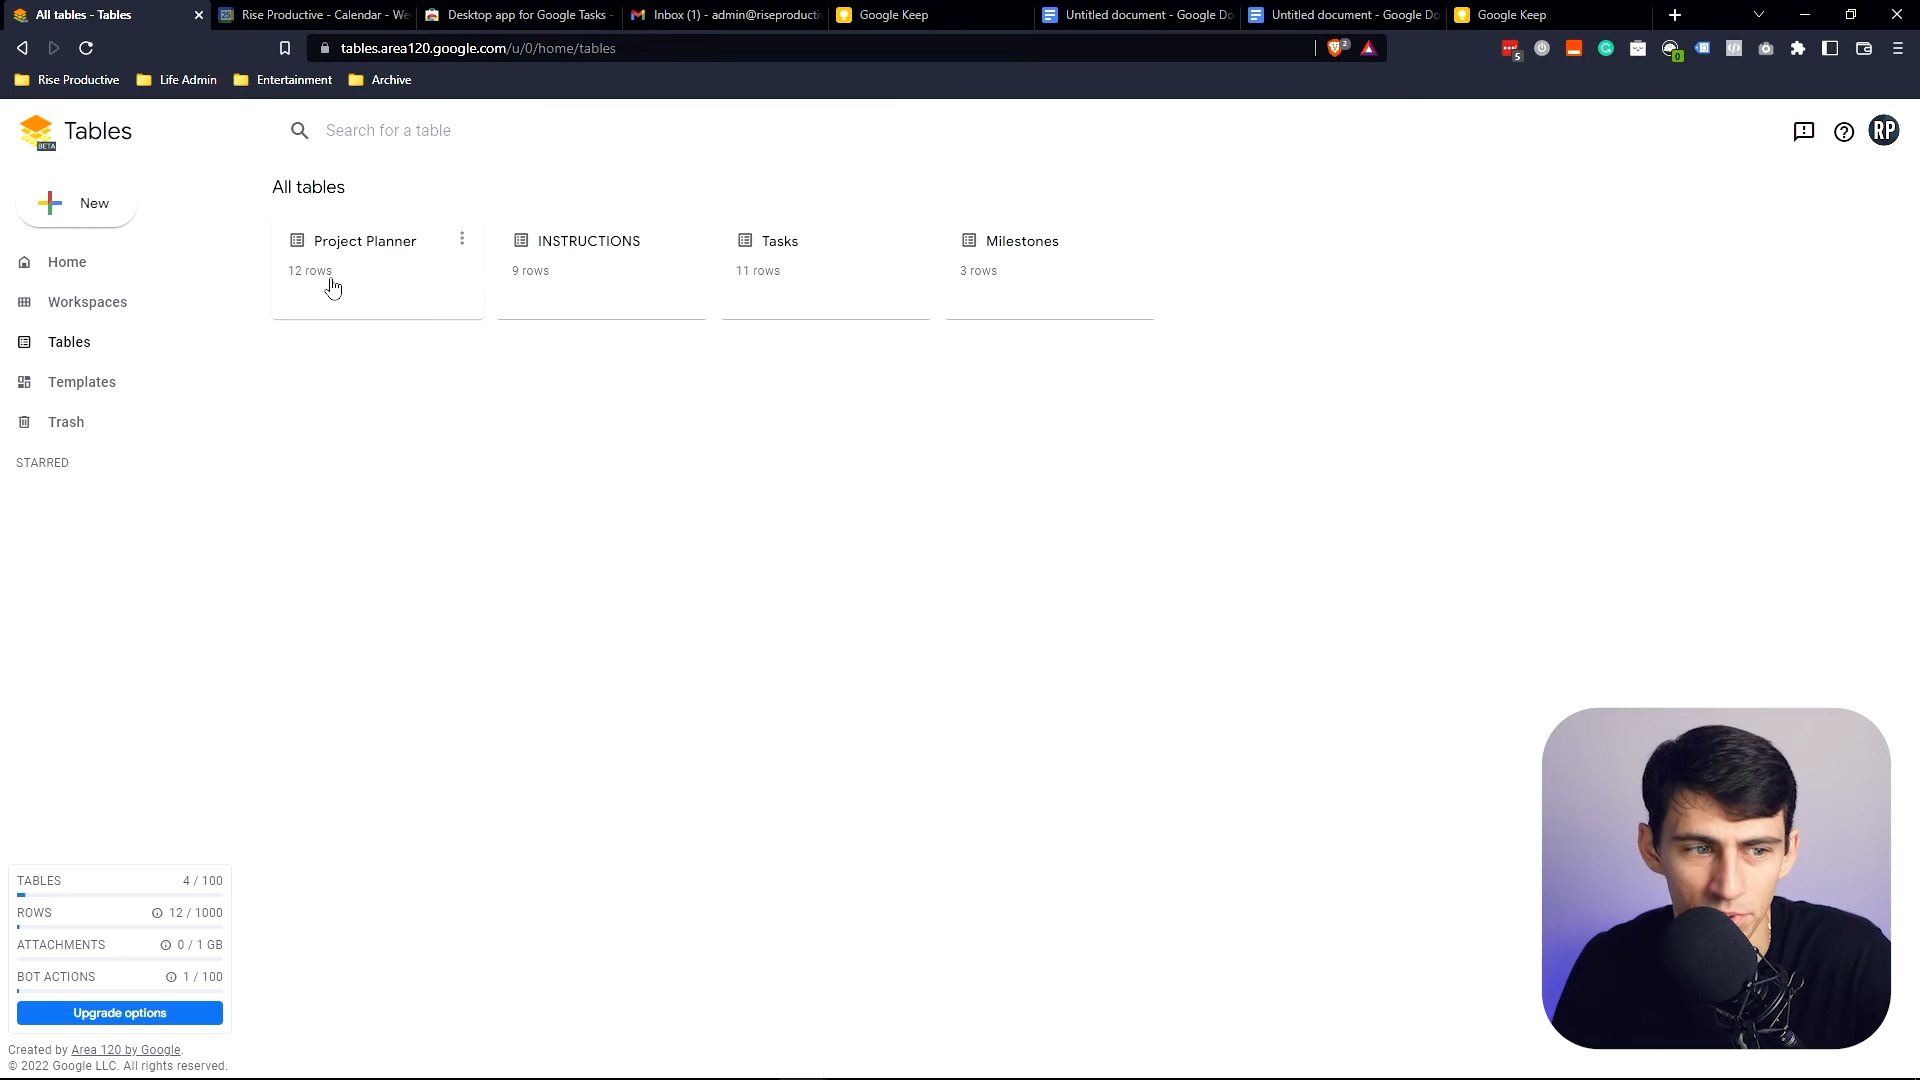 All tables - Tables
Rise Productive - Calendar - We
Desktop app for Google Tasks -
Inbox (1) - admin@riseproducti
Google Keep
Untitled document - Google Do
Untitled document - Google Do
Google Keep
tables.area120.google.com/u/0/home/tables
2
5
0
Rise Productive
Life Admin
Entertainment
Archive
BETA
Tables
Search for a table
RP
New
All tables
Project Planner
12 rows
INSTRUCTIONS
9 rows
Tasks
11 rows
Milestones
3 rows
Home
Workspaces
Tables
Templates
Trash
STARRED
TABLES 4 / 100
ROWS 12 / 1000
ATTACHMENTS 0 / 1 GB
BOT ACTIONS 1 / 100
Upgrade options
Created by Area 120 by Google.
© 2022 Google LLC. All rights reserved.